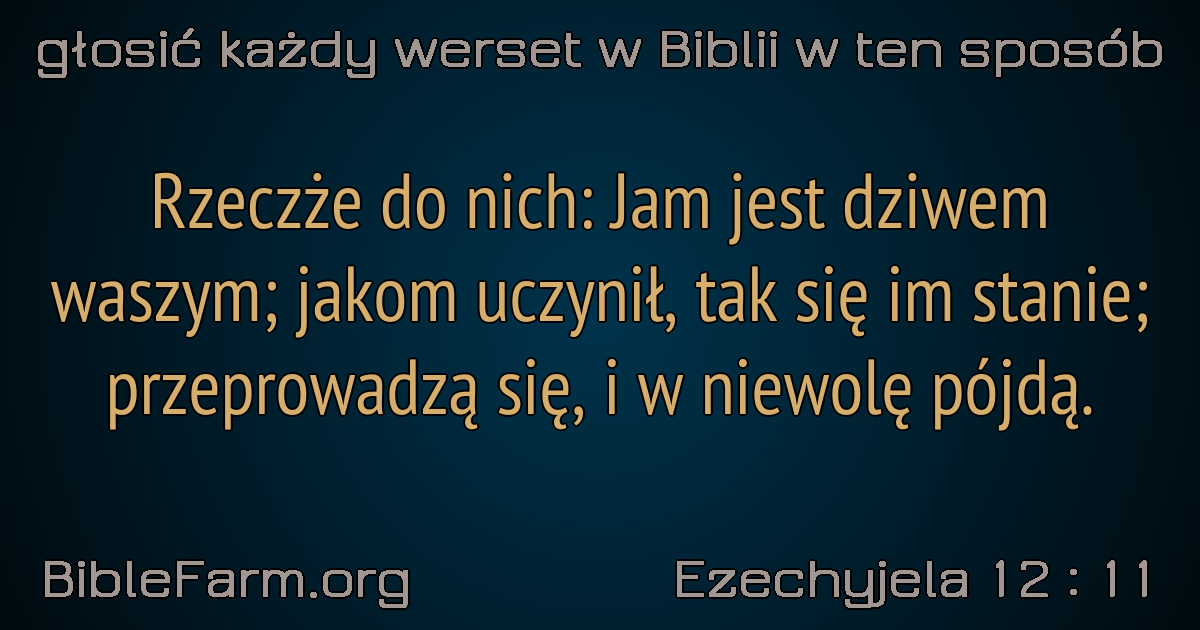 głosić każdy werset w Biblii w ten sposób
Rzeczże do nich: Jam jest dziwem
waszym; jakom uczynił, tak się im stanie;
przeprowadzą się, i w niewolę pójdą.
BibleFarm.org
Ezechyjela 12 : 11